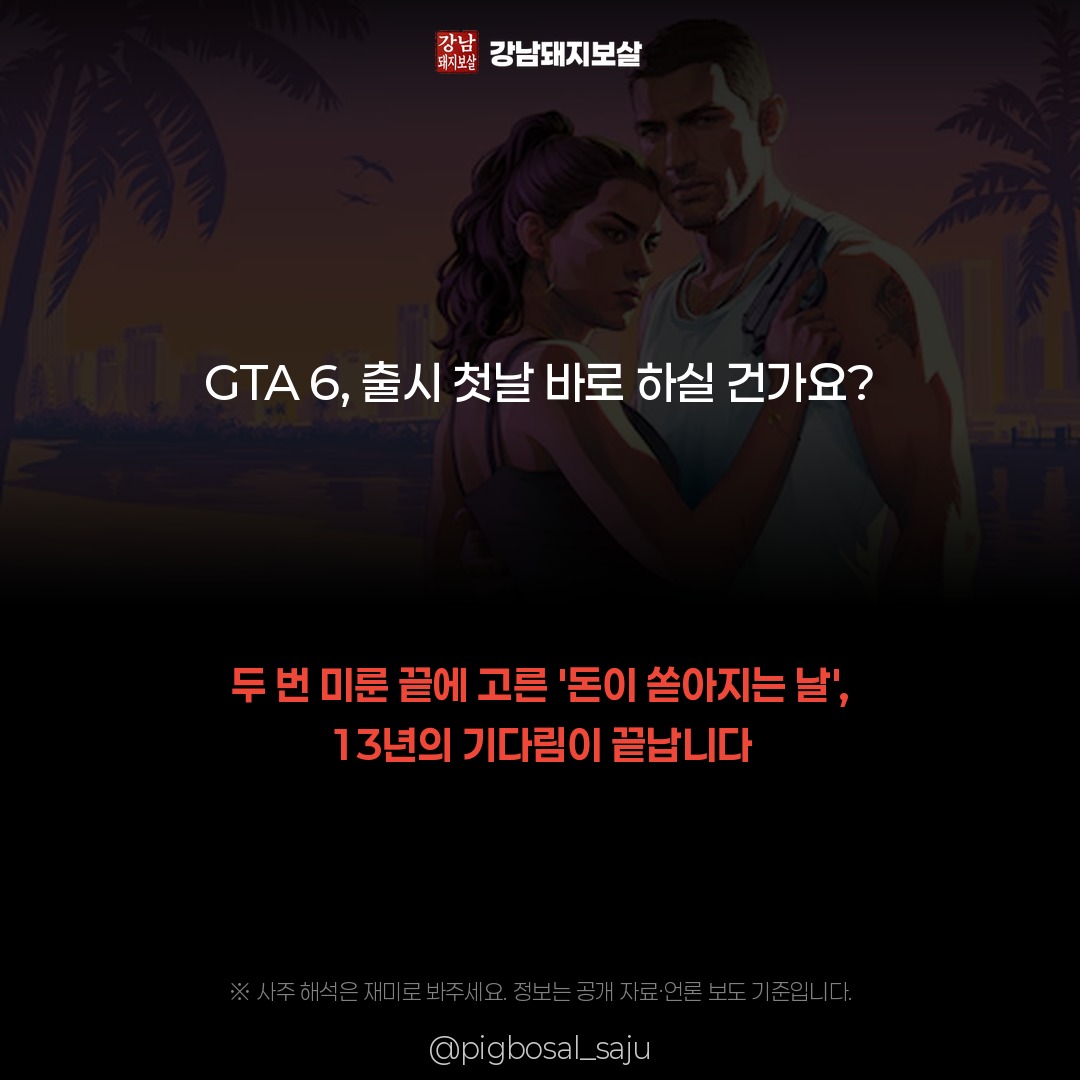 강남
돼지보살
강남돼지보살
GTA 6, 출시 첫날 바로 하실 건가요?
두 번 미룬 끝에 고른 '돈이 쏟아지는 날',
13년의 기다림이 끝납니다
※ 사주 해석은 재미로 봐주세요. 정보는 공개 자료·언론 보도 기준입니다.
@pigbosal_saju